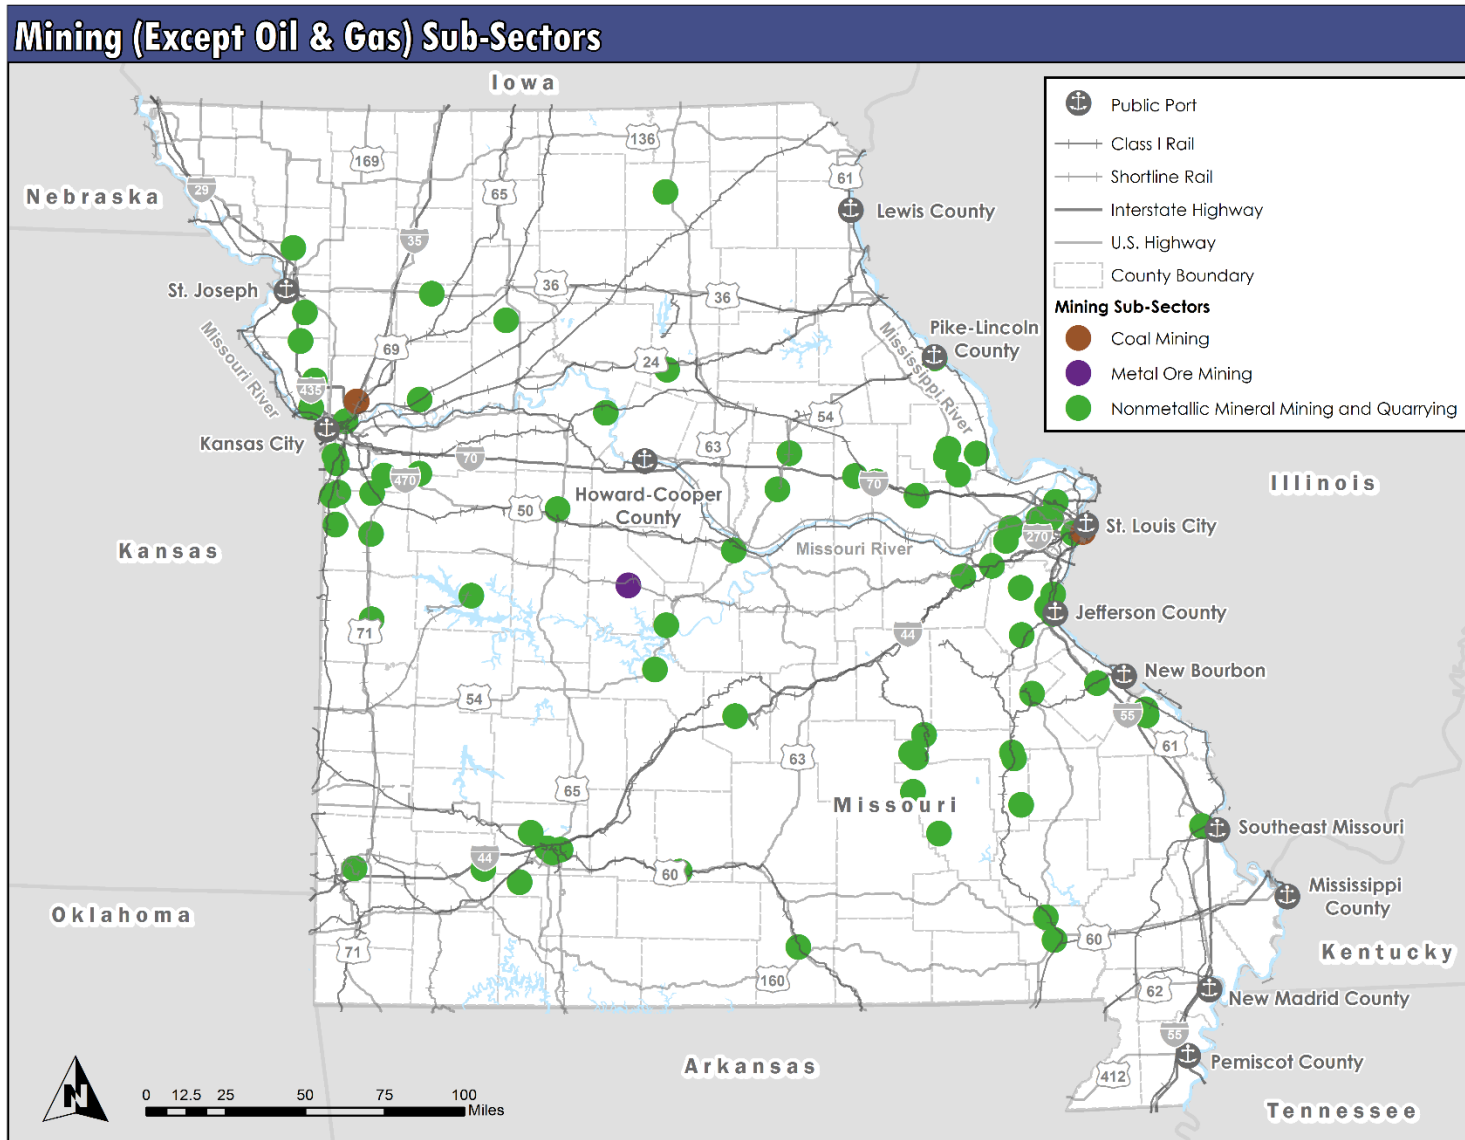 Mining (Except Oil & Gas) Sub-Sectors
Iowa
Public Port
Class I Rail
Shortline Rail
Interstate Highway
U.S. Highway
County Boundary
Mining Sub-Sectors
Coal Mining
Metal Ore Mining
Nonmetallic Mineral Mining and Quarrying
136
169
61
29
65
Nebraska
Lewis County
35
St. Joseph
36
36
Missouri River
69
Pike-Lincoln
County
Mississippi River
24
435
54
Kansas City
63
70
470
Howard-Cooper
County
70
Illinois
50
St. Louis City
270
Kansas
Missouri River
Jefferson County
71
44
New Bourbon
54
55
61
63
65
Missouri
Southeast Missouri
44
60
Mississippi
County
Oklahoma
60
71
Kentucky
160
62
New Madrid County
55
Arkansas
Pemiscot County
412
N
0 12.5 25 50 75 100
Miles
Tennessee